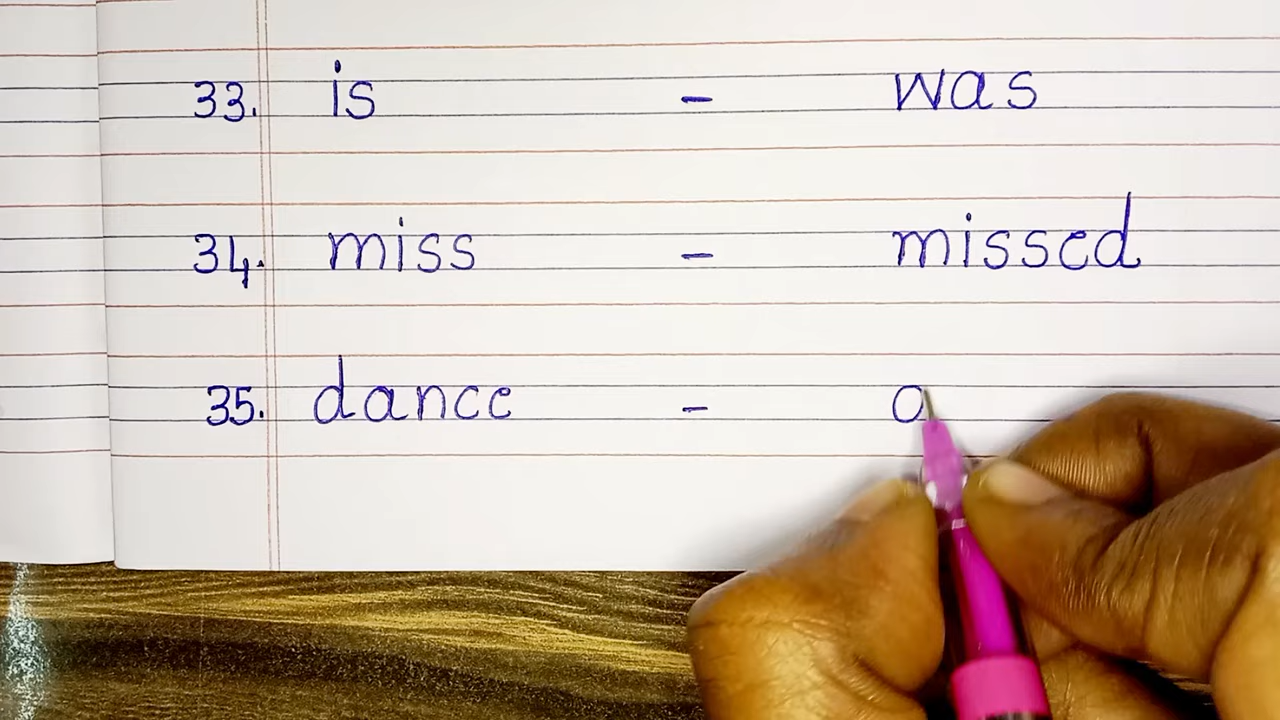 33. is - was
34. miss - missed
35. dance -